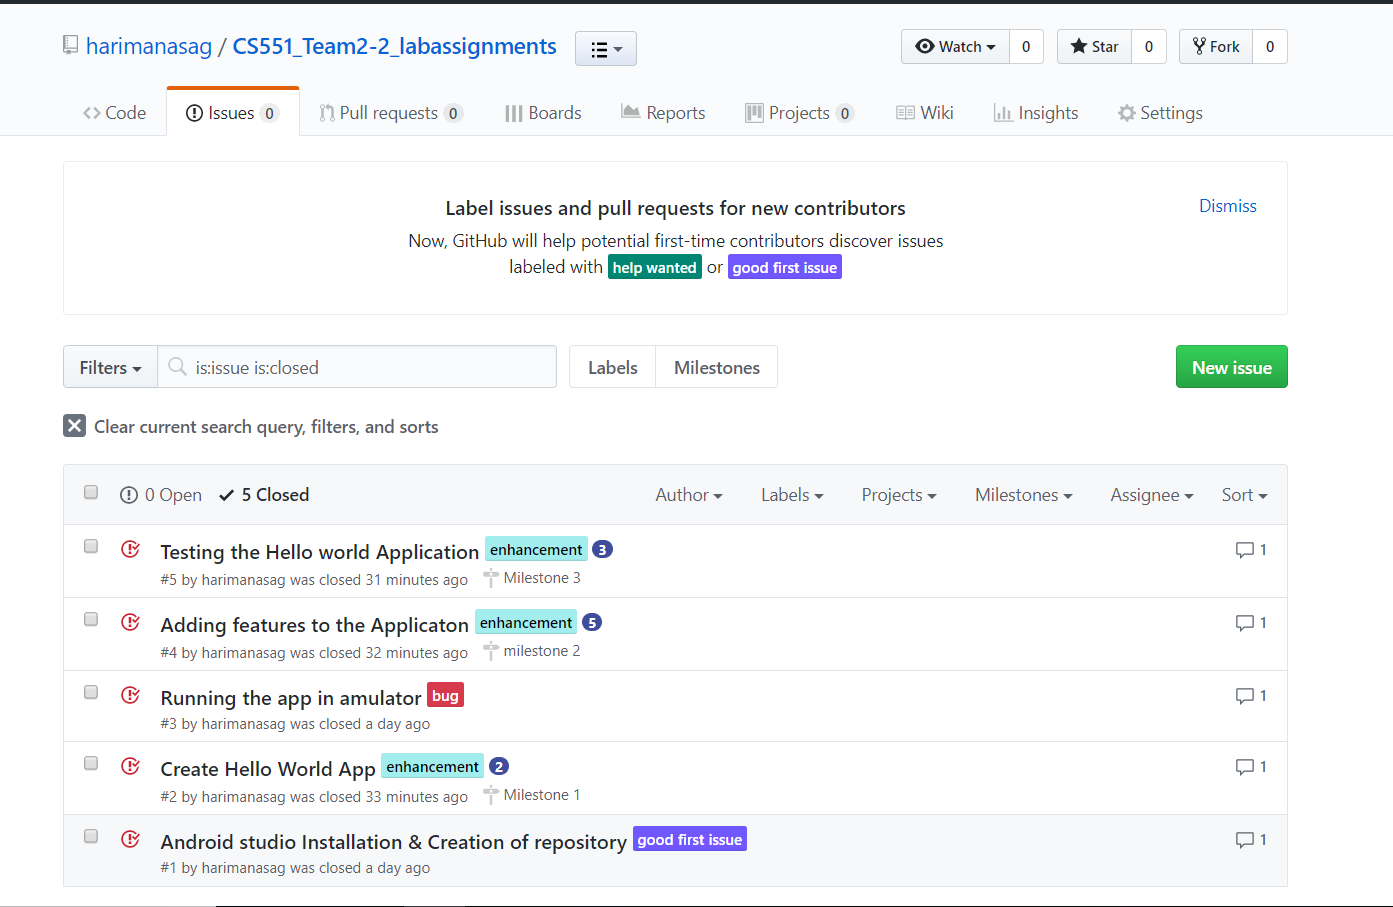 harimanasag / CS551_Team2-2_labassignments
Watch 0 Star 0 Fork 0
Code Issues 0 Pull requests 0 Boards Reports Projects 0 Wiki Insights Settings
Label issues and pull requests for new contributors
Dismiss
Now, GitHub will help potential first-time contributors discover issues
labeled with help wanted or good first issue
Filters is:issue is:closed Labels Milestones New issue
Clear current search query, filters, and sorts
0 Open 5 Closed Author Labels Projects Milestones Assignee Sort
Testing the Hello world Application enhancement 3 1
#5 by harimanasag was closed 31 minutes ago Milestone 3
Adding features to the Applicaton enhancement 5 1
#4 by harimanasag was closed 32 minutes ago milestone 2
Running the app in amulator bug 1
#3 by harimanasag was closed a day ago
Create Hello World App enhancement 2 1
#2 by harimanasag was closed 33 minutes ago Milestone 1
Android studio Installation & Creation of repository good first issue 1
#1 by harimanasag was closed a day ago